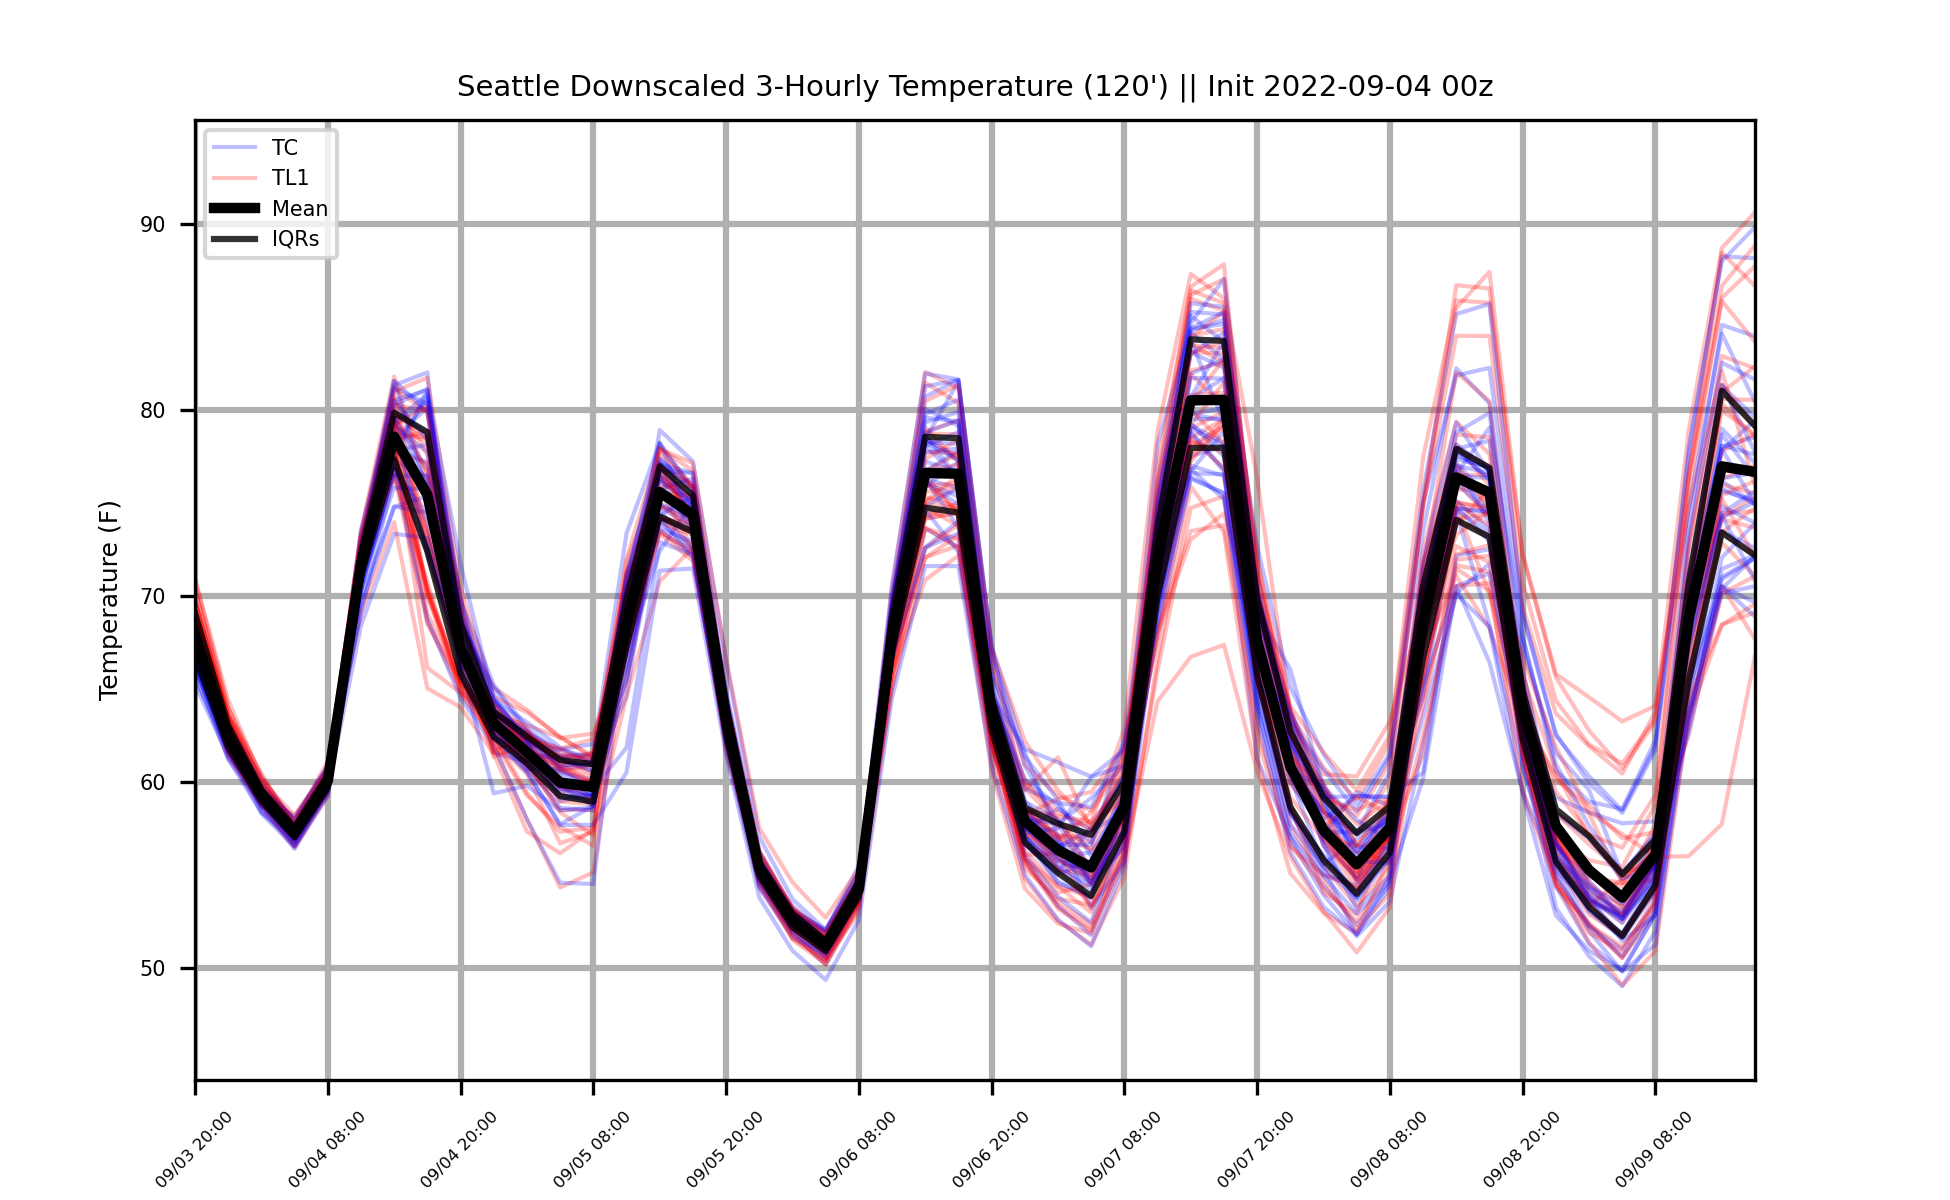 Seattle Downscaled 3-Hourly Temperature (120') || Init 2022-09-04 00z
TC
TL1
Mean
IQRs
Temperature (F)
90
80
70
60
50
09/03 20:00
09/04 08:00
09/04 20:00
09/05 08:00
09/05 20:00
09/06 08:00
09/06 20:00
09/07 08:00
09/07 20:00
09/08 08:00
09/08 20:00
09/09 08:00